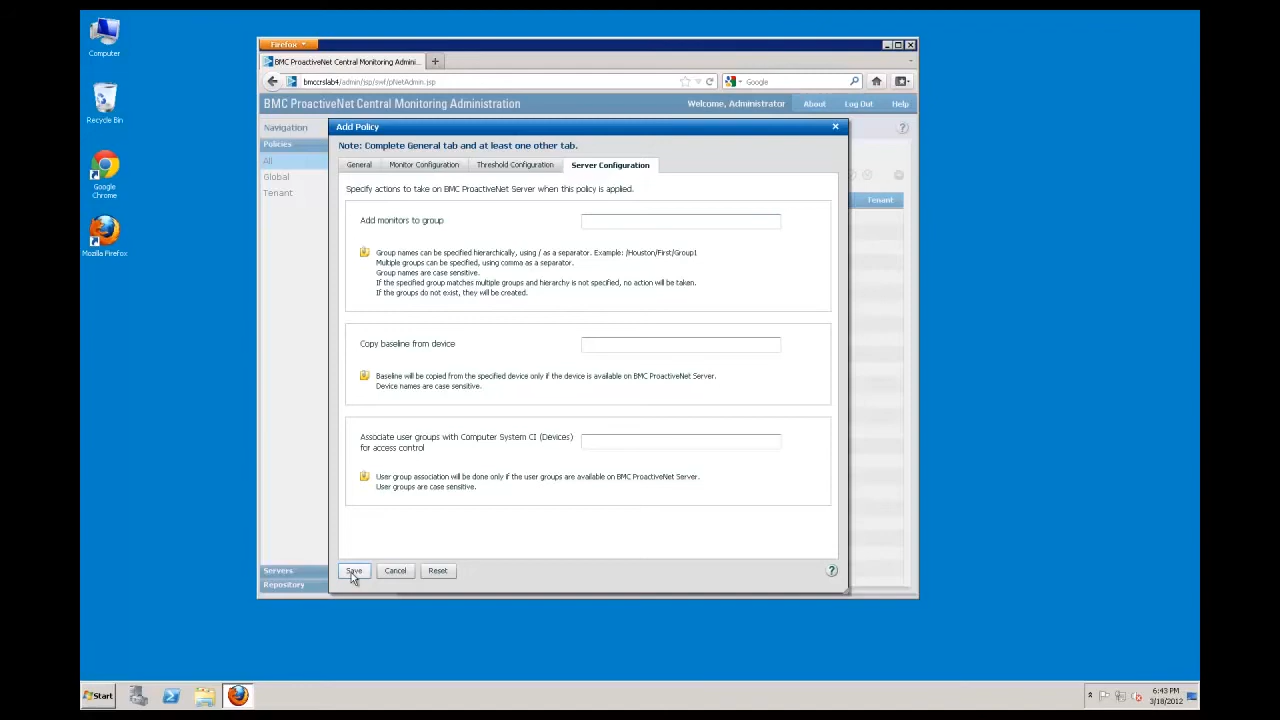 Computer
Recycle Bin
Google
Chrome
Mozilla Firefox
Firefox
BMC ProactiveNet Central Monitoring Admini...
bmccrslab4/admin/jsp/swf/pNetAdmin.jsp
Google
BMC ProactiveNet Central Monitoring Administration
Welcome, Administrator
About
Log Out
Help
Navigation
Policies
All
Global
Tenant
Servers
Repository
Tenant
Add Policy
Note: Complete General tab and at least one other tab.
General
Monitor Configuration
Threshold Configuration
Server Configuration
Specify actions to take on BMC ProactiveNet Server when this policy is applied.
Add monitors to group
Group names can be specified hierarchically, using / as a separator. Example: /Houston/First/Group1
Multiple groups can be specified, using comma as a separator.
Group names are case sensitive.
If the specified group matches multiple groups and hierarchy is not specified, no action will be taken.
If the groups do not exist, they will be created.
Copy baseline from device
Baseline will be copied from the specified device only if the device is available on BMC ProactiveNet Server.
Device names are case sensitive.
Associate user groups with Computer System CI (Devices)
for access control
User group association will be done only if the user groups are available on BMC ProactiveNet Server.
User groups are case sensitive.
Save
Cancel
Reset
Start
6:43 PM
3/18/2012